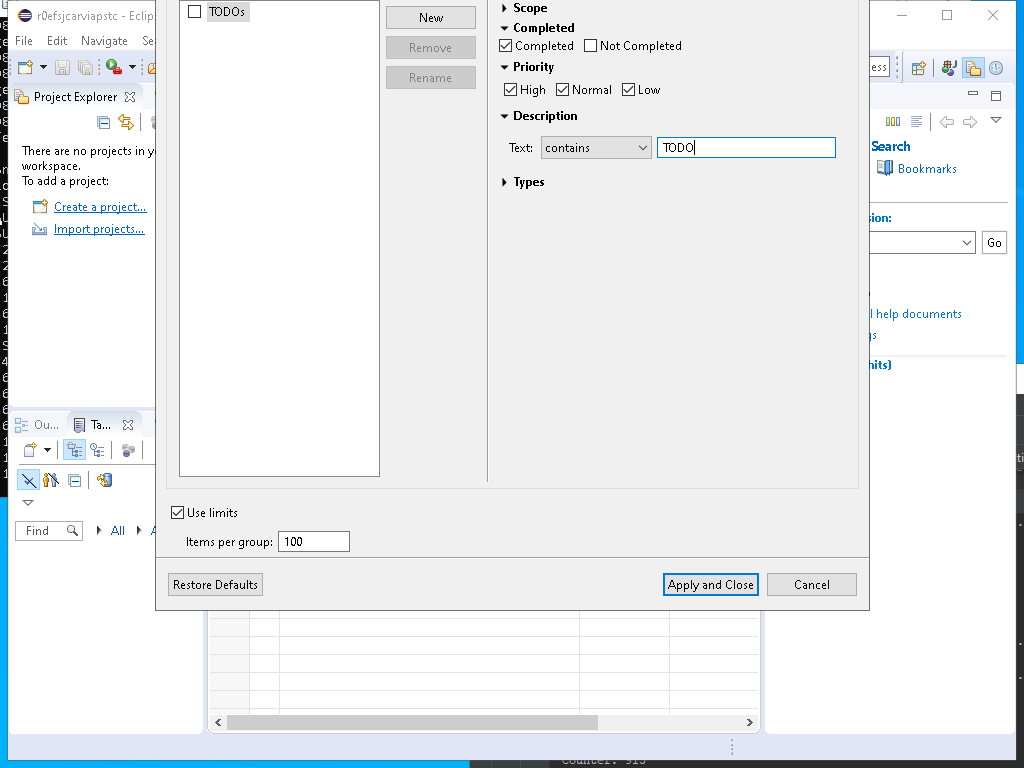 r0efsjcarviapstc - Eclip
File Edit Navigate Se
ess
Project Explorer
There are no projects in y
workspace.
To add a project:
Create a project...
Import projects...
Ou...
Ta...
Find
All
TODOs
New
Remove
Rename
Scope
Completed
Completed
Not Completed
Priority
High
Normal
Low
Description
Text:
contains
TODO
Types
Use limits
Items per group:
100
Restore Defaults
Apply and Close
Cancel
Search
Bookmarks
sion:
Go
l help documents
gs
hits)
Counter: 913